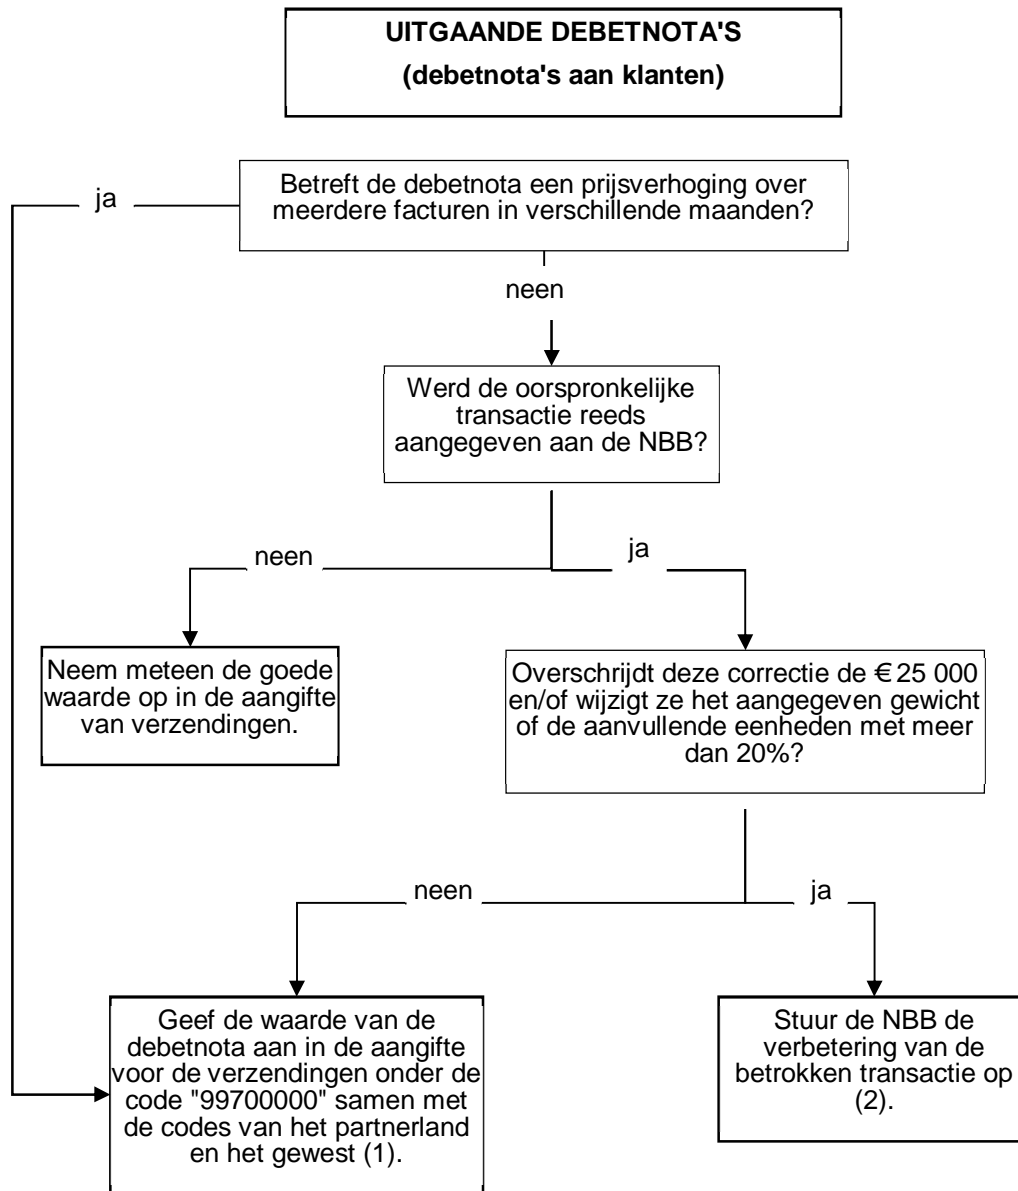 UITGAANDE DEBETNOTA'S
(debetnota's aan klanten)
ja
Betreft de debetnota een prijsverhoging over
meerdere facturen in verschillende maanden?
neen
Werd de oorspronkelijke
transactie reeds
aangegeven aan de NBB?
neen
ja
Neem meteen de goede
waarde op in de aangifte
van verzendingen.
Overschrijdt deze correctie de € 25 000
en/of wijzigt ze het aangegeven gewicht
of de aanvullende eenheden met meer
dan 20%?
neen
ja
Geef de waarde van de
debetnota aan in de aangifte
voor de verzendingen onder de
code "99700000" samen met
de codes van het partnerland
en het gewest (1).
Stuur de NBB de
verbetering van de
betrokken transactie op
(2).